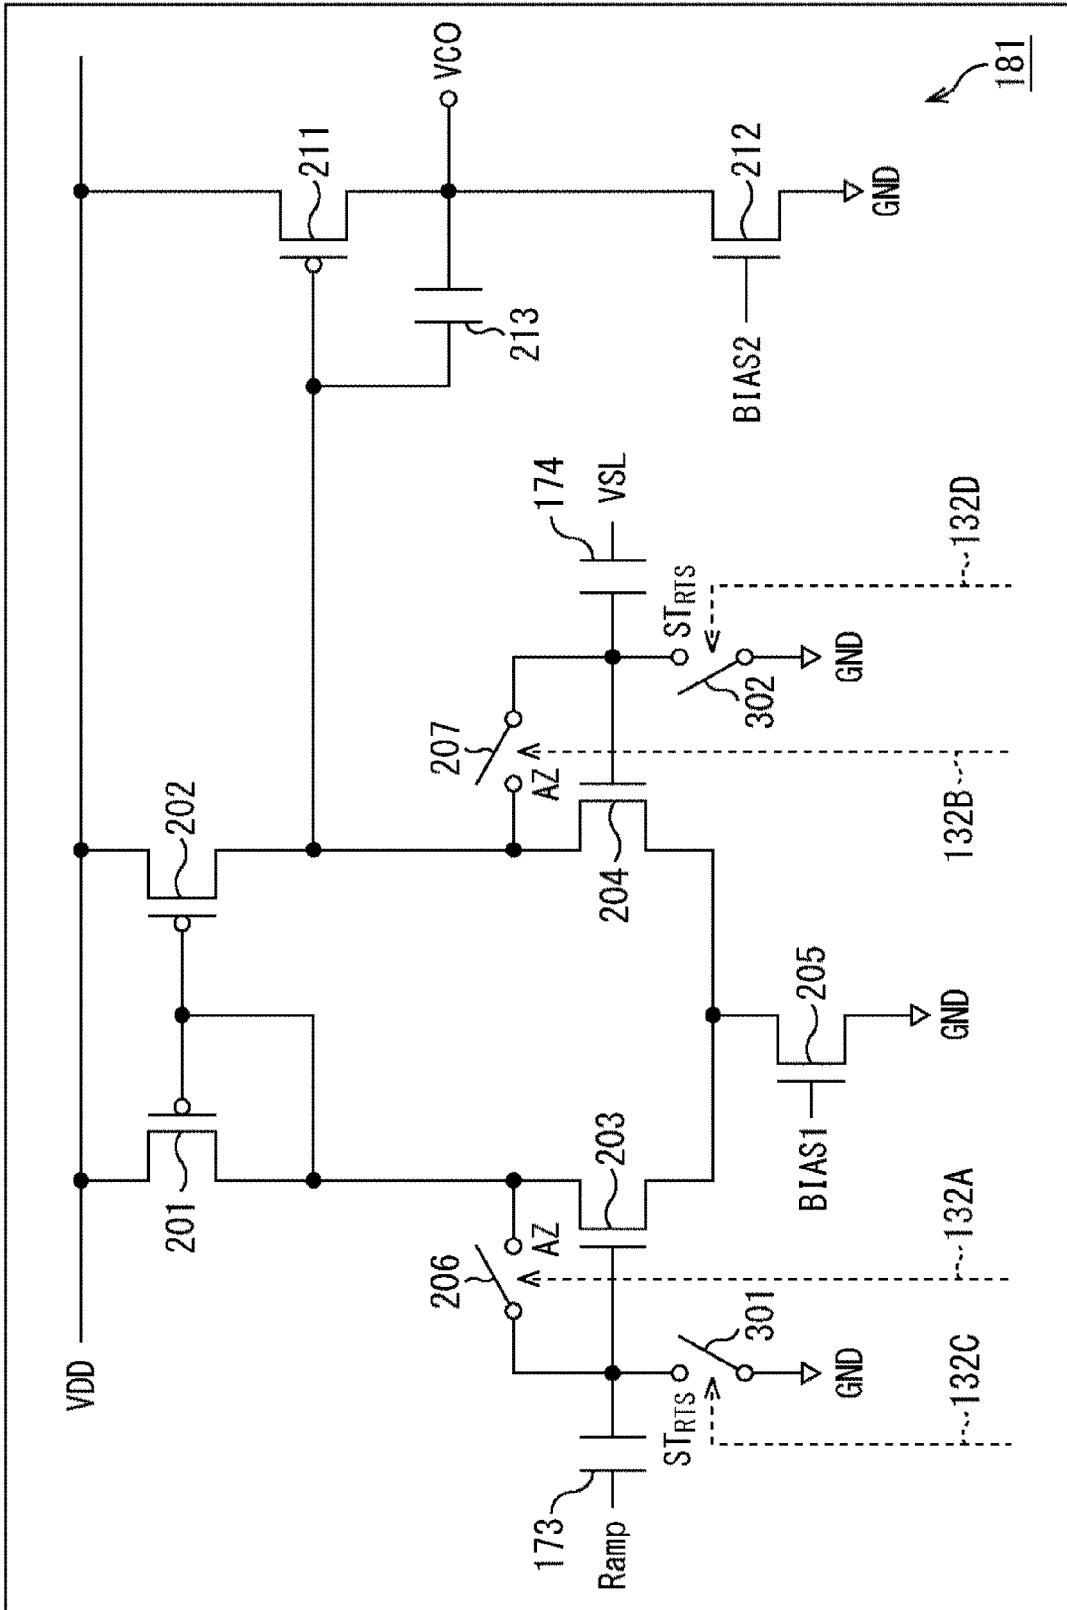 181
VDD
201
202
211
VCO
213
212
GND
BIAS2
174
VSL
ST_RTS
302
GND
132D
207
AZ
204
132B
205
GND
BIAS1
203
206
AZ
132A
301
GND
ST_RTS
132C
173
Ramp